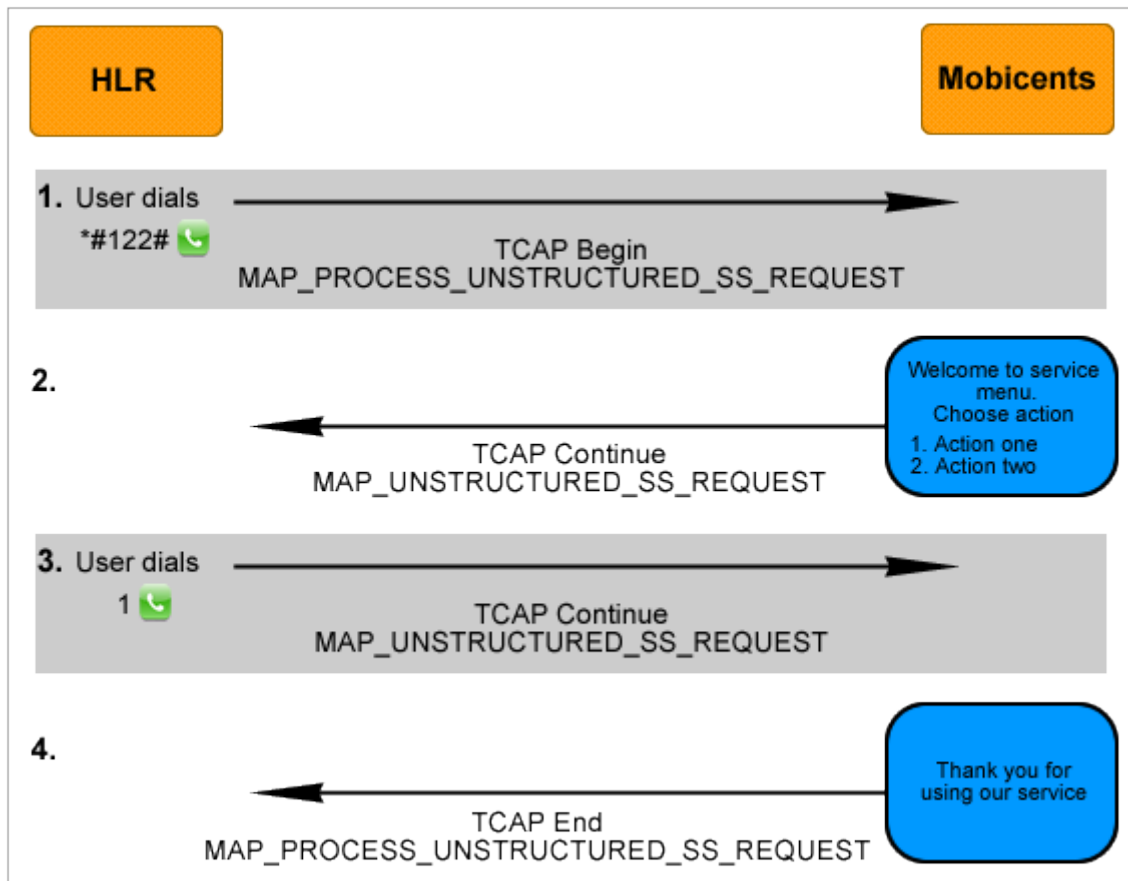 HLR
Mobicents
1. User dials
*#122#
TCAP Begin
MAP_PROCESS_UNSTRUCTURED_SS_REQUEST
2.
Welcome to service
menu.
Choose action
1. Action one
2. Action two
TCAP Continue
MAP_UNSTRUCTURED_SS_REQUEST
3. User dials
1
TCAP Continue
MAP_UNSTRUCTURED_SS_REQUEST
4.
Thank you for
using our service
TCAP End
MAP_PROCESS_UNSTRUCTURED_SS_REQUEST